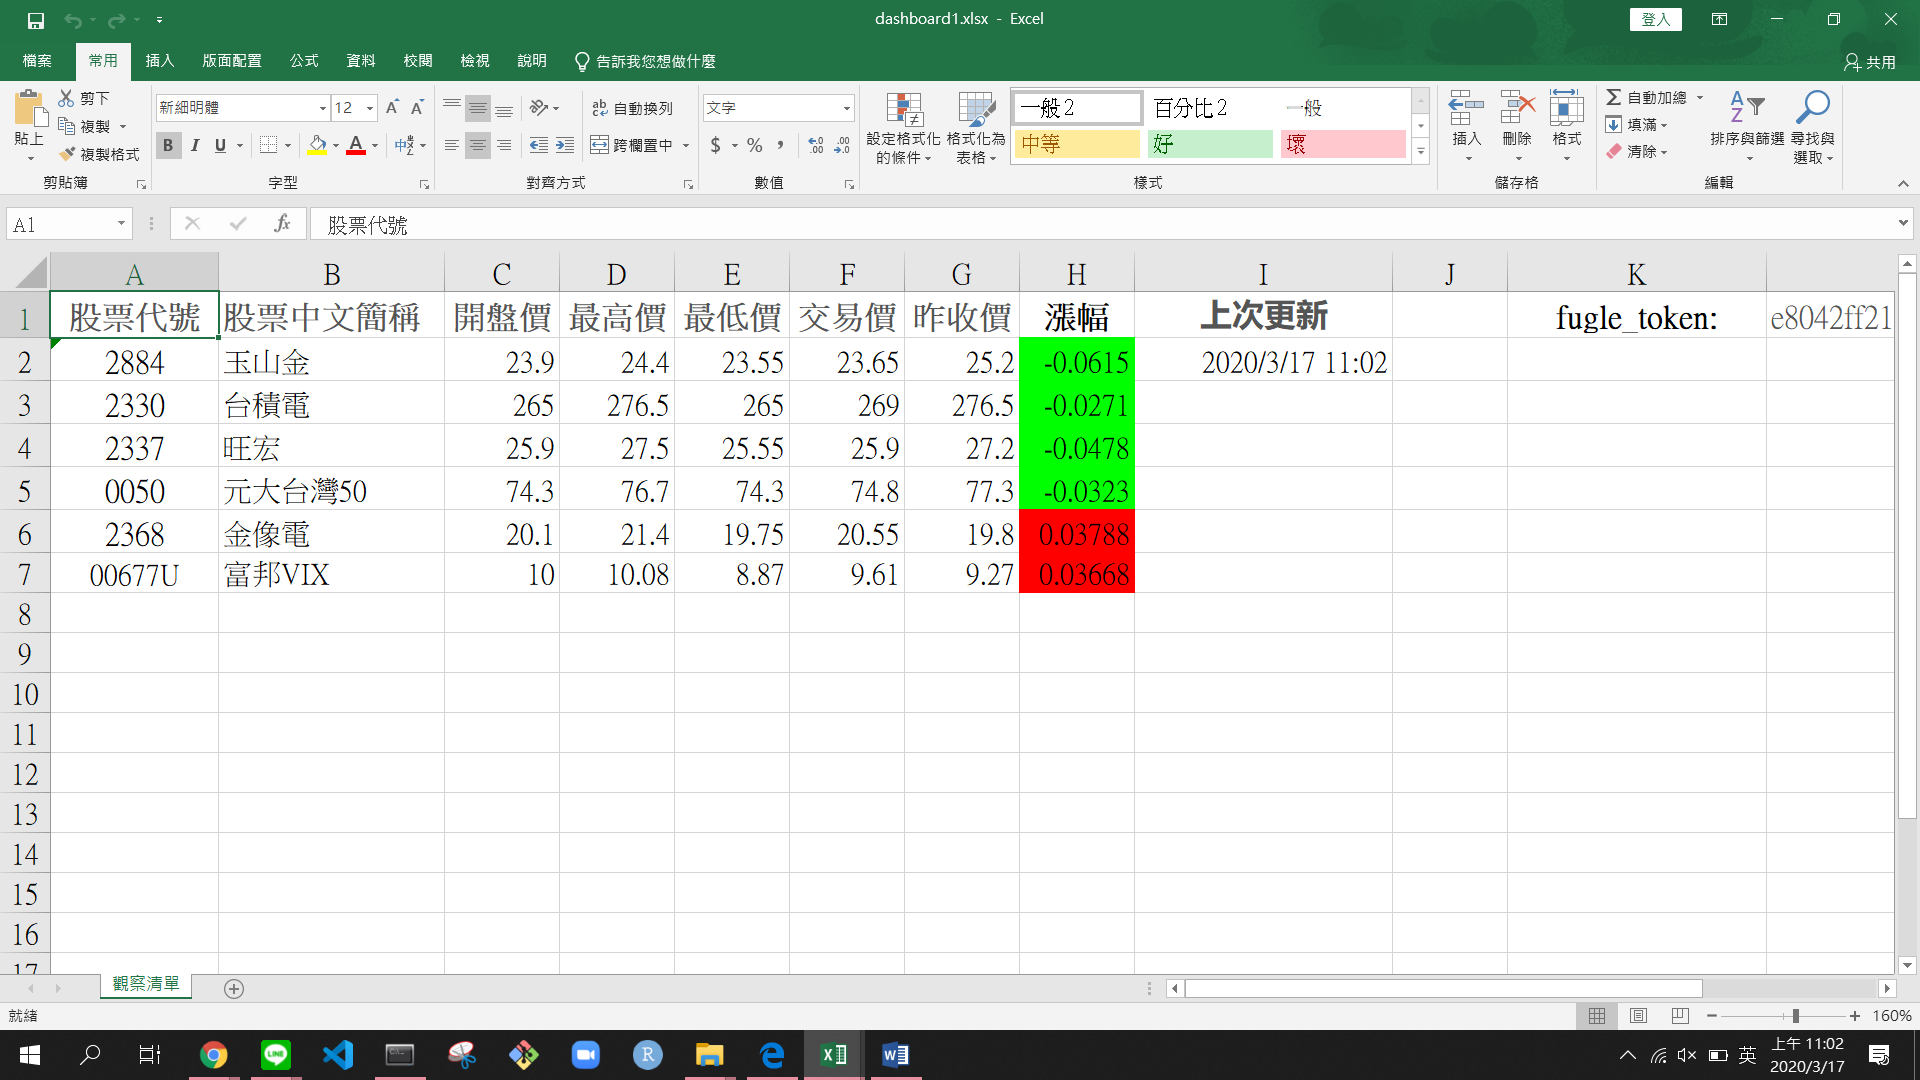 dashboard1.xlsx - Excel
登入
檔案 常用 插入 版面配置 公式 資料 校閱 檢視 說明 告訴我您想做什麼 共用
貼上
剪下
複製
複製格式
剪貼簿
新細明體 12
B I U
字型
自動換列
跨欄置中
對齊方式
文字
$ % ,
數值
設定格式化的條件
格式化為表格
一般 2 百分比 2 一般
中等 好 壞
樣式
插入 刪除 格式
儲存格
自動加總
填滿
清除
排序與篩選
尋找與選取
編輯
A1 fx 股票代號
A B C D E F G H I J K
1 股票代號 股票中文簡稱 開盤價 最高價 最低價 交易價 昨收價 漲幅 上次更新 fugle_token: e8042ff21
2 2884 玉山金 23.9 24.4 23.55 23.65 25.2 -0.0615 2020/3/17 11:02
3 2330 台積電 265 276.5 265 269 276.5 -0.0271
4 2337 旺宏 25.9 27.5 25.55 25.9 27.2 -0.0478
5 0050 元大台灣50 74.3 76.7 74.3 74.8 77.3 -0.0323
6 2368 金像電 20.1 21.4 19.75 20.55 19.8 0.03788
7 00677U 富邦VIX 10 10.08 8.87 9.61 9.27 0.03668
8
9
10
11
12
13
14
15
16
17
觀察清單
就緒
160%
英
上午 11:02
2020/3/17